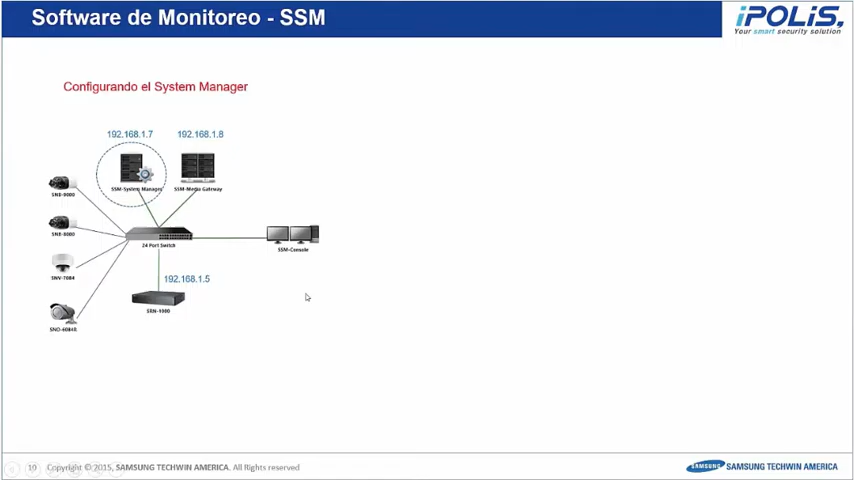 Software de Monitoreo - SSM
iPOLiS,
Your smart security solution
Configurando el System Manager
192.168.1.7
192.168.1.8
SSM-System Manager
SSM-Media Gateway
SNB-9000
SNB-8000
24 Port Switch
SSM-Console
SNV-7084
192.168.1.5
SRN-1000
SNO-6084R
10 Copyright © 2015, SAMSUNG TECHWIN AMERICA. All Rights reserved
SAMSUNG SAMSUNG TECHWIN AMERICA